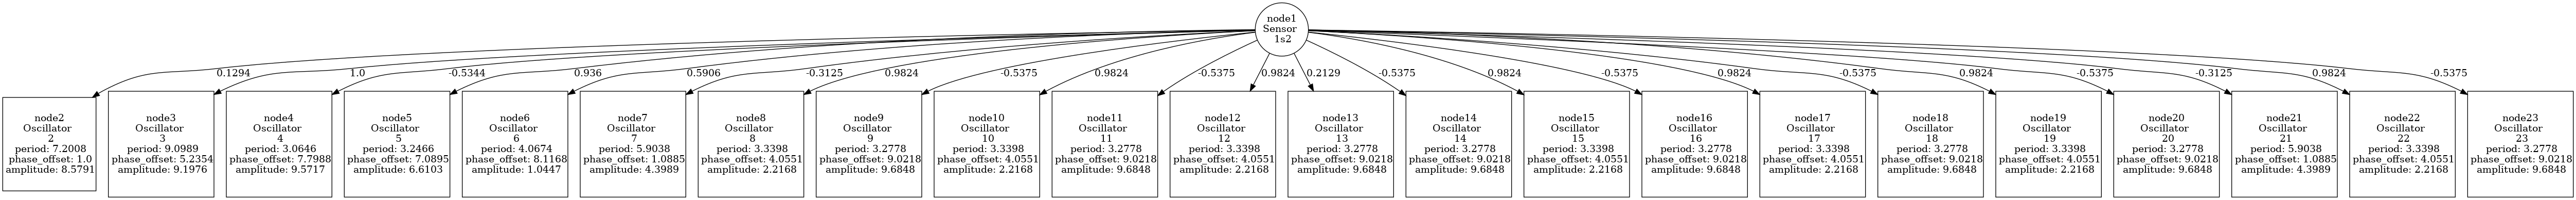 node1
Sensor
1s2
0.1294
1.0
-0.5344
0.936
0.5906
-0.3125
0.9824
-0.5375
0.9824
-0.5375
0.9824
0.2129
-0.5375
0.9824
-0.5375
0.9824
-0.5375
0.9824
-0.5375
-0.3125
0.9824
-0.5375
node2
Oscillator
2
period: 7.2008
phase_offset: 1.0
amplitude: 8.5791
node3
Oscillator
3
period: 9.0989
phase_offset: 5.2354
amplitude: 9.1976
node4
Oscillator
4
period: 3.0646
phase_offset: 7.7988
amplitude: 9.5717
node5
Oscillator
5
period: 3.2466
phase_offset: 7.0895
amplitude: 6.6103
node6
Oscillator
6
period: 4.0674
phase_offset: 8.1168
amplitude: 1.0447
node7
Oscillator
7
period: 5.9038
phase_offset: 1.0885
amplitude: 4.3989
node8
Oscillator
8
period: 3.3398
phase_offset: 4.0551
amplitude: 2.2168
node9
Oscillator
9
period: 3.2778
phase_offset: 9.0218
amplitude: 9.6848
node10
Oscillator
10
period: 3.3398
phase_offset: 4.0551
amplitude: 2.2168
node11
Oscillator
11
period: 3.2778
phase_offset: 9.0218
amplitude: 9.6848
node12
Oscillator
12
period: 3.3398
phase_offset: 4.0551
amplitude: 2.2168
node13
Oscillator
13
period: 3.2778
phase_offset: 9.0218
amplitude: 9.6848
node14
Oscillator
14
period: 3.2778
phase_offset: 9.0218
amplitude: 9.6848
node15
Oscillator
15
period: 3.3398
phase_offset: 4.0551
amplitude: 2.2168
node16
Oscillator
16
period: 3.2778
phase_offset: 9.0218
amplitude: 9.6848
node17
Oscillator
17
period: 3.3398
phase_offset: 4.0551
amplitude: 2.2168
node18
Oscillator
18
period: 3.2778
phase_offset: 9.0218
amplitude: 9.6848
node19
Oscillator
19
period: 3.3398
phase_offset: 4.0551
amplitude: 2.2168
node20
Oscillator
20
period: 3.2778
phase_offset: 9.0218
amplitude: 9.6848
node21
Oscillator
21
period: 5.9038
phase_offset: 1.0885
amplitude: 4.3989
node22
Oscillator
22
period: 3.3398
phase_offset: 4.0551
amplitude: 2.2168
node23
Oscillator
23
period: 3.2778
phase_offset: 9.0218
amplitude: 9.6848